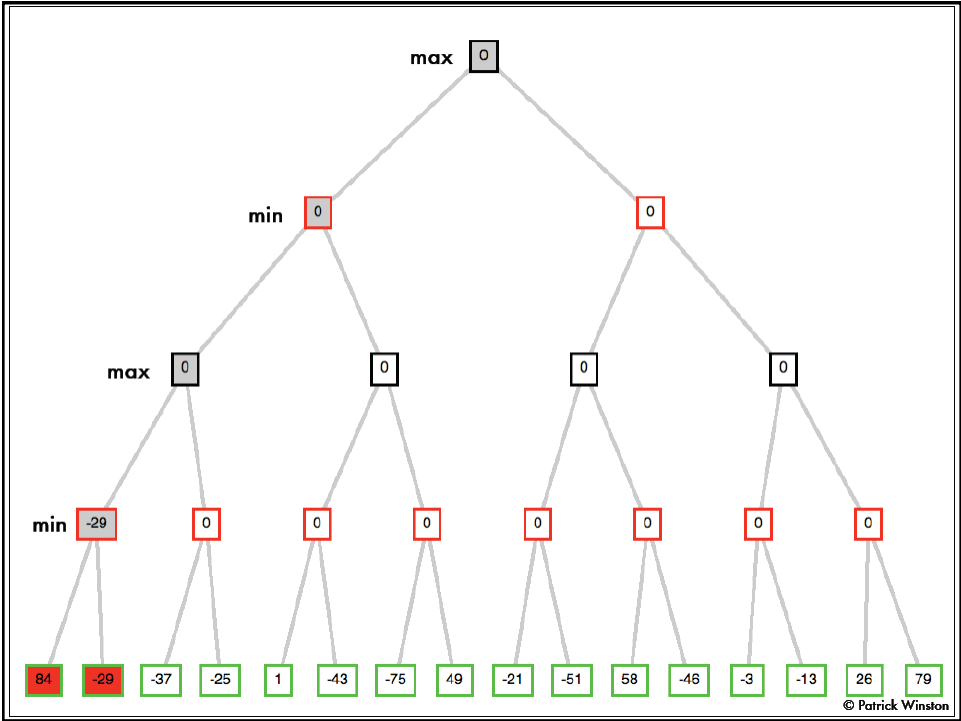 max 0
min 0 0
max 0 0 0 0
min -29 0 0 0 0 0 0 0
84 -29 -37 -25 1 -43 -75 49 -21 -51 58 -46 -3 -13 26 79
© Patrick Winston